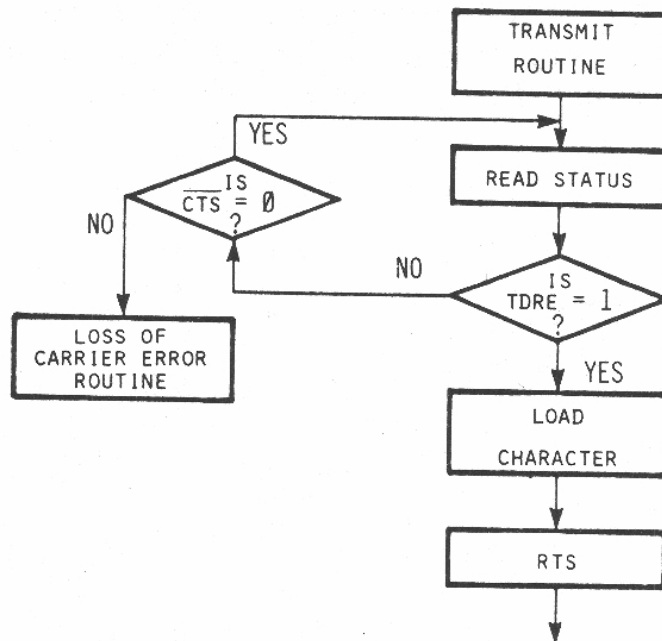 TRANSMIT
ROUTINE
YES
READ STATUS
IS
C̅T̅S̅ = 0
?
NO
NO
IS
TDRE = 1
?
LOSS OF
CARRIER ERROR
ROUTINE
YES
LOAD
CHARACTER
RTS